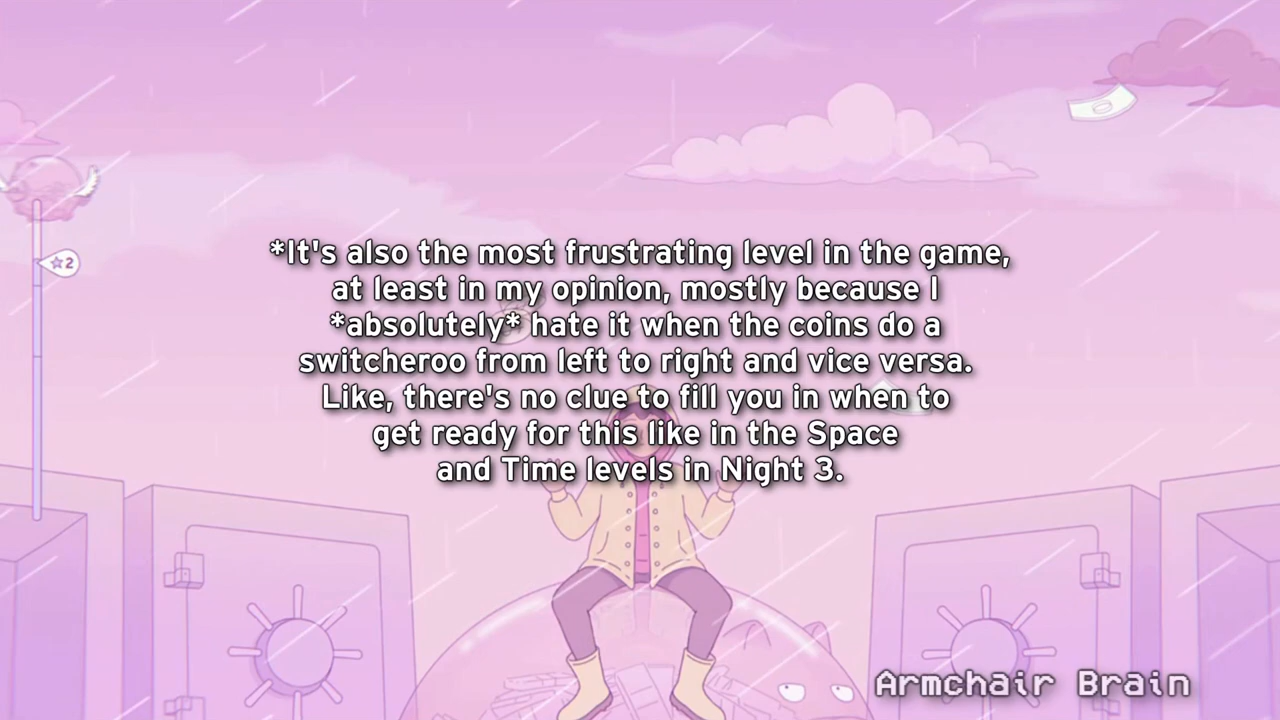 *It's also the most frustrating level in the game,
at least in my opinion, mostly because I
*absolutely* hate it when the coins do a
switcheroo from left to right and vice versa.
Like, there's no clue to fill you in when to
get ready for this like in the Space
and Time levels in Night 3.
★2
Armchair Brain